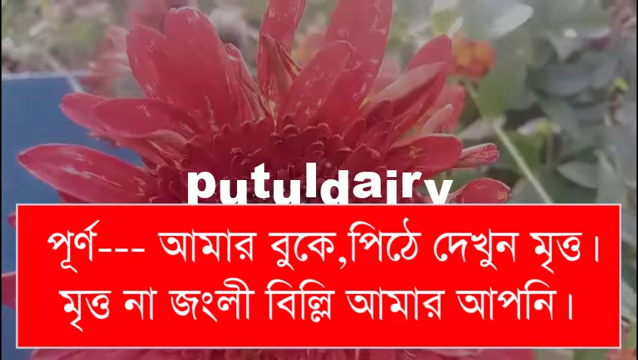 putuldairy
পূর্ণ--- আমার বুকে,পিঠে দেখুন মৃত্ত।
মৃত্ত না জংলী বিল্লি আমার আপনি।